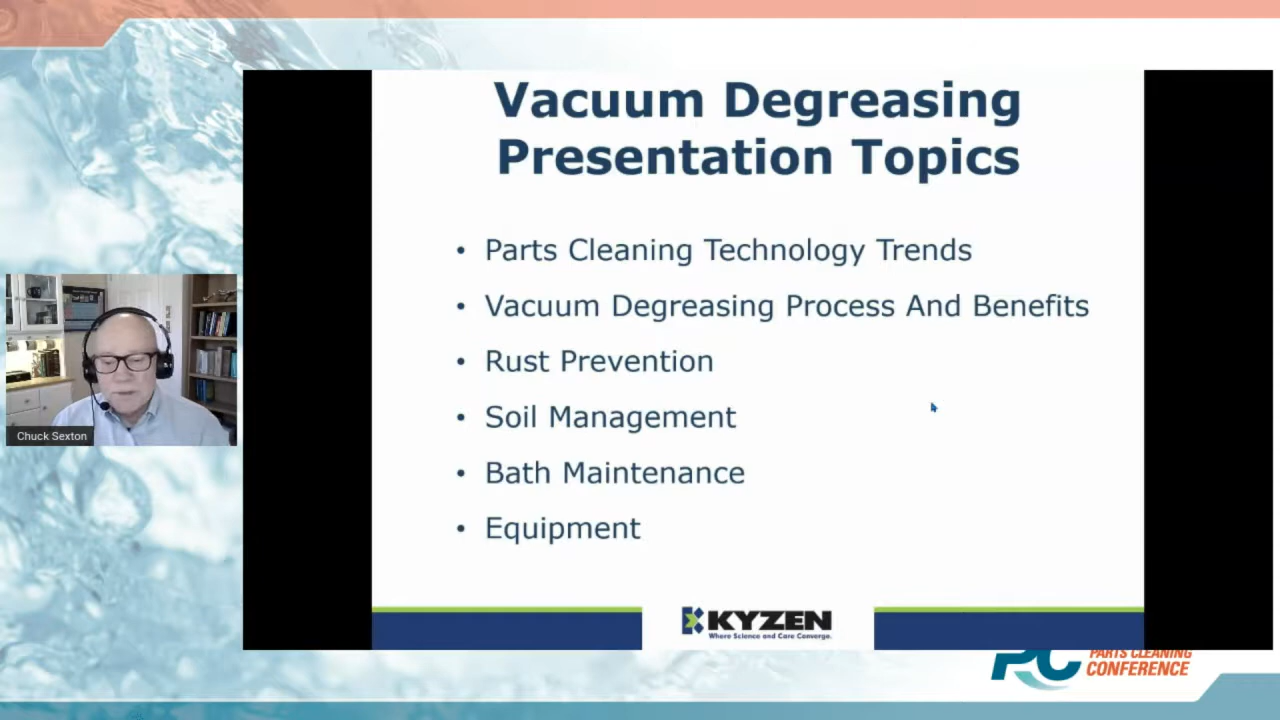 Vacuum Degreasing
Presentation Topics
• Parts Cleaning Technology Trends
• Vacuum Degreasing Process And Benefits
• Rust Prevention
• Soil Management
• Bath Maintenance
• Equipment
Chuck Sexton
KYZEN
Where Science and Care Converge.
PC
PARTS CLEANING
CONFERENCE